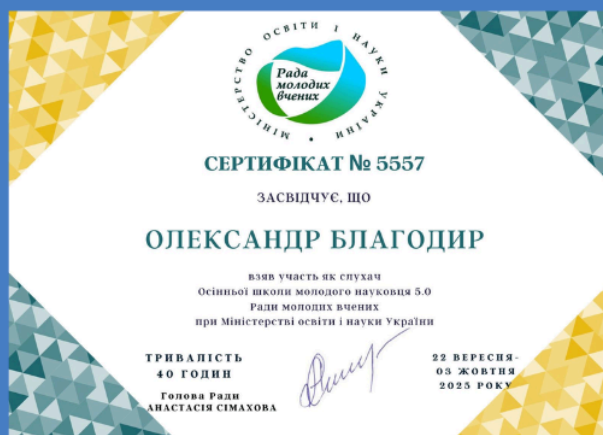 МІНІСТЕРСТВО ОСВІТИ І НАУКИ УКРАЇНИ
Рада
молодих
вчених
СЕРТИФІКАТ № 5557
ЗАСВІДЧУЄ, ЩО
ОЛЕКСАНДР БЛАГОДИР
взяв участь як слухач
Осінньої школи молодого науковця 5.0
Ради молодих вчених
при Міністерстві освіти і науки України
ТРИВАЛІСТЬ
40 ГОДИН
Голова Ради
АНАСТАСІЯ СІМАХОВА
22 ВЕРЕСНЯ-
03 ЖОВТНЯ
2025 РОКУ